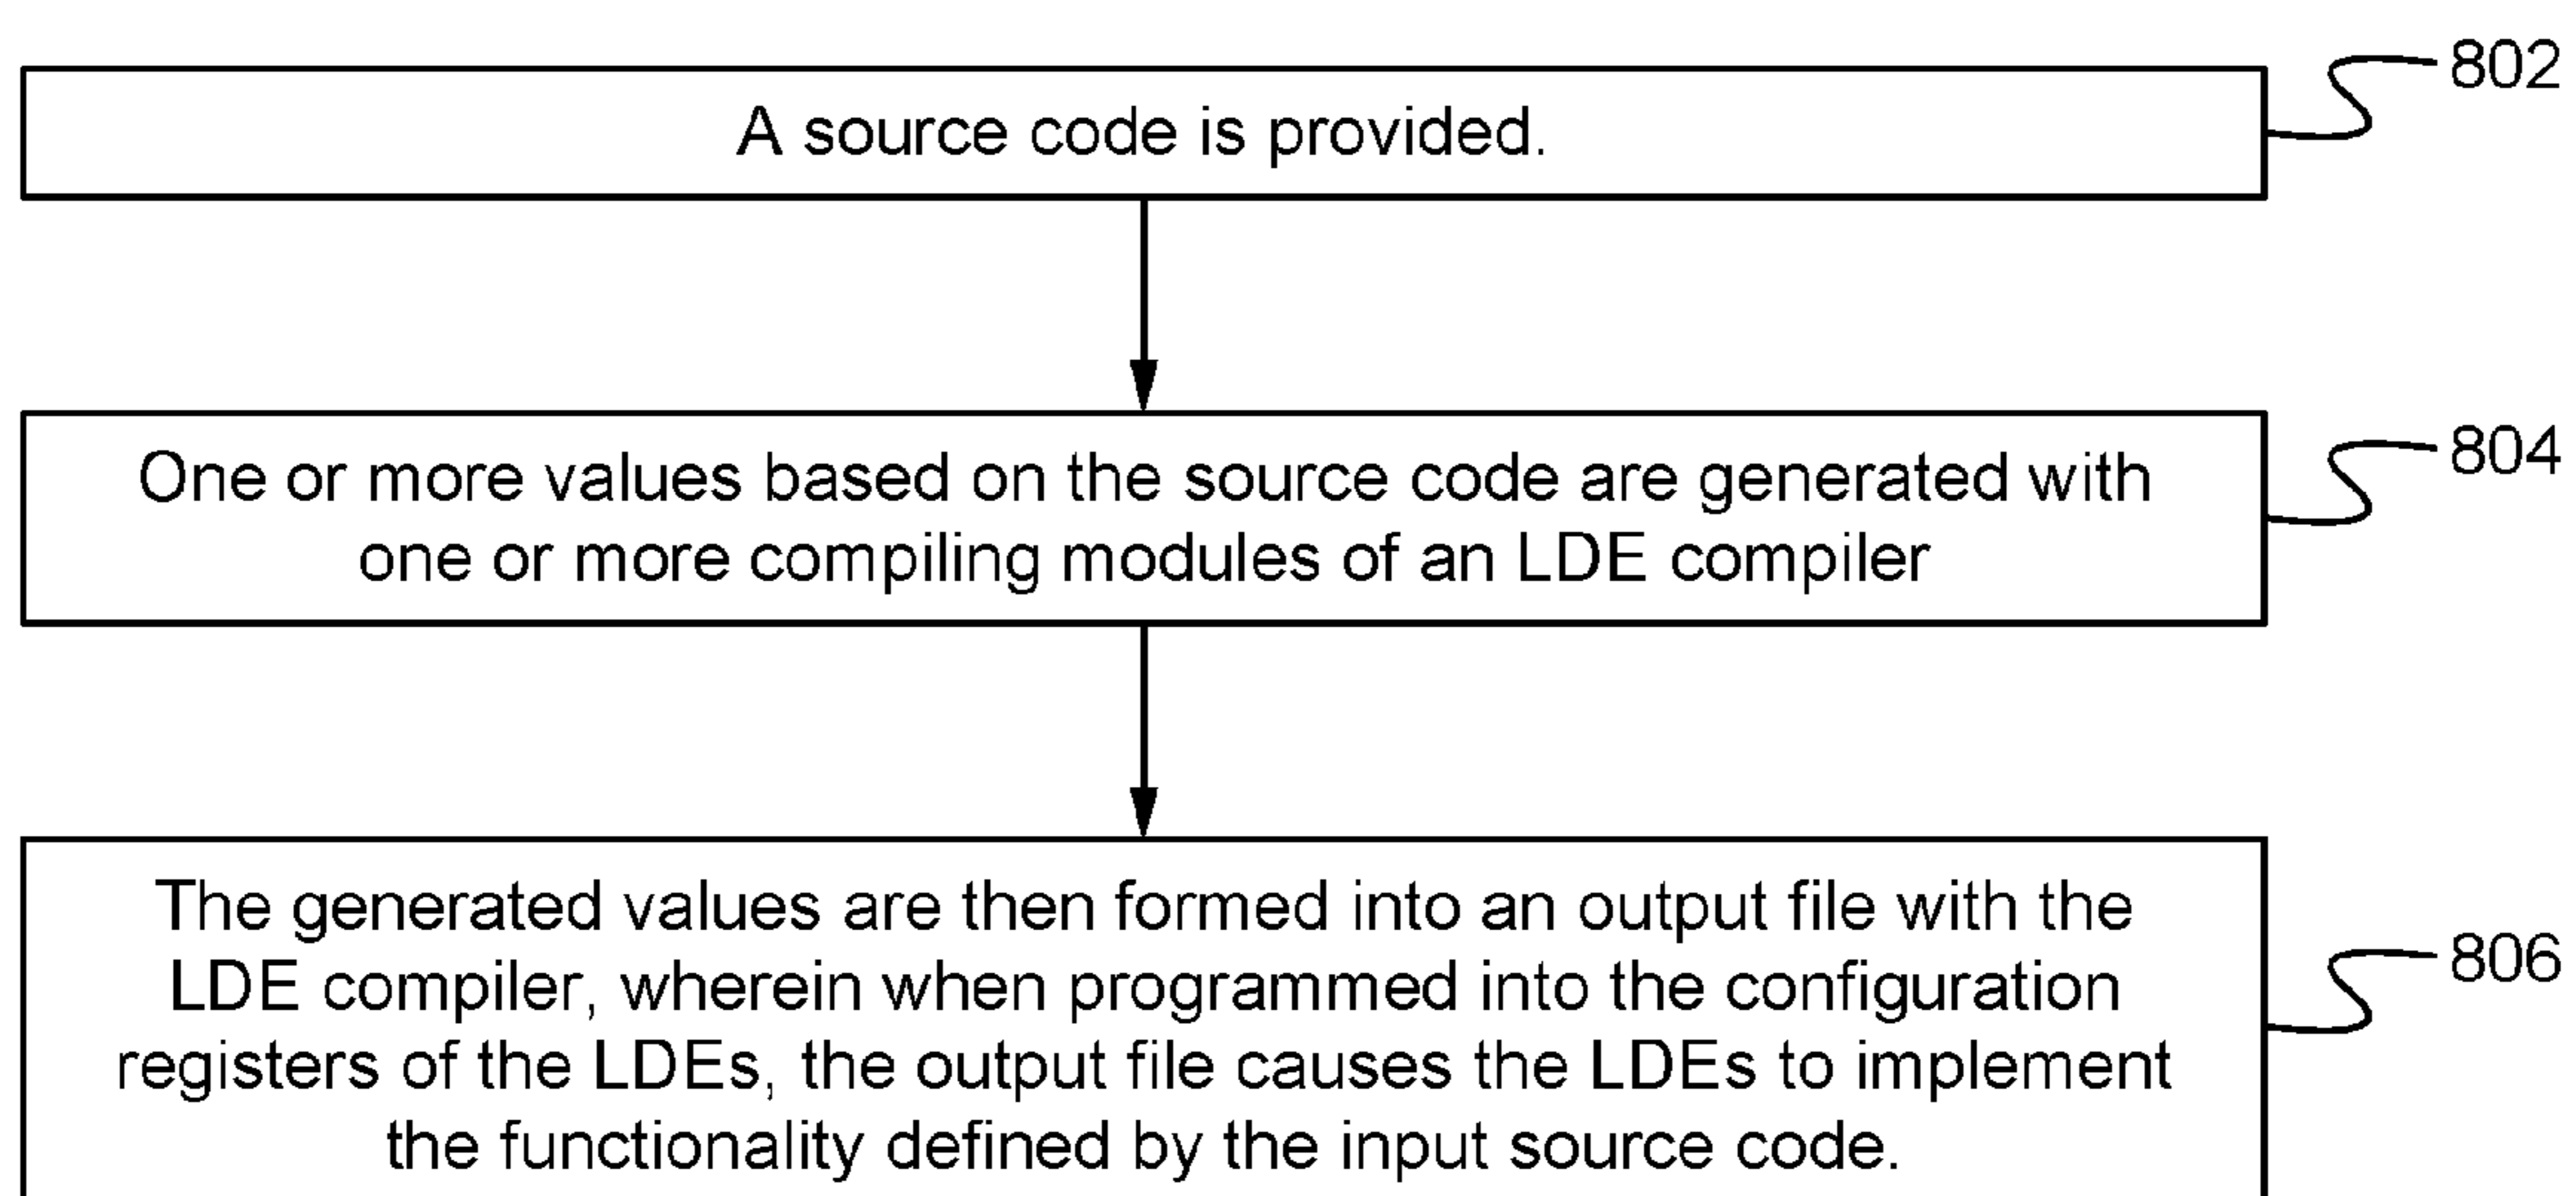 802
A source code is provided.
804
One or more values based on the source code are generated with
one or more compiling modules of an LDE compiler
806
The generated values are then formed into an output file with the
LDE compiler, wherein when programmed into the configuration
registers of the LDEs, the output file causes the LDEs to implement
the functionality defined by the input source code.